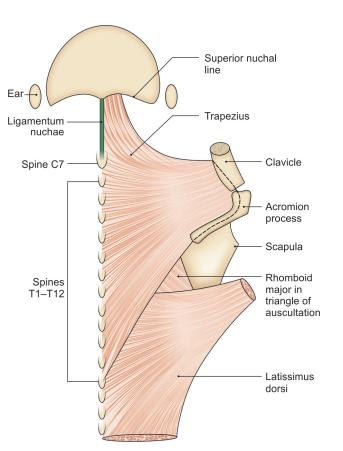 Superior nuchal
line
Ear
Ligamentum
nuchae
Trapezius
Spine C7
Clavicle
Acromion
process
Scapula
Spines
T1–T12
Rhomboid
major in
triangle of
auscultation
Latissimus
dorsi